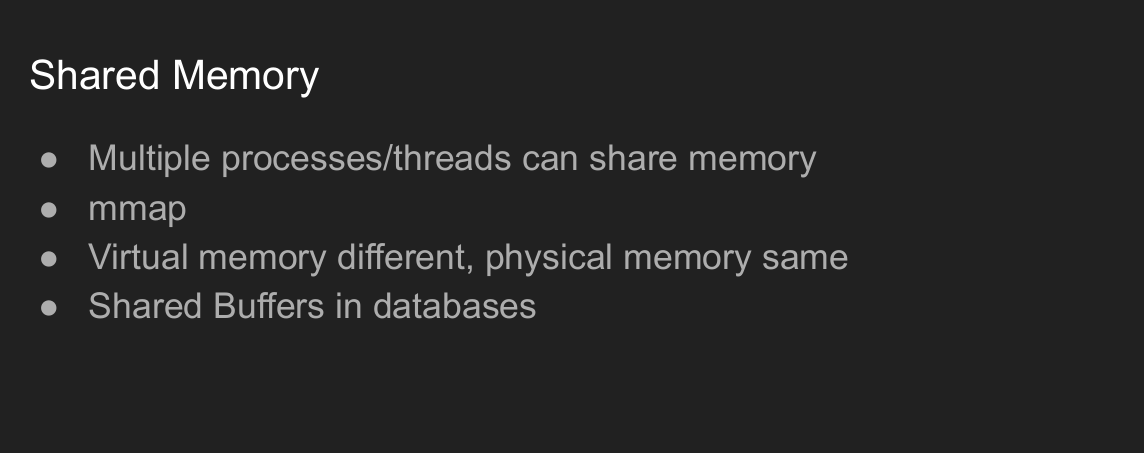 Shared Memory
● Multiple processes/threads can share memory
● mmap
● Virtual memory different, physical memory same
● Shared Buffers in databases